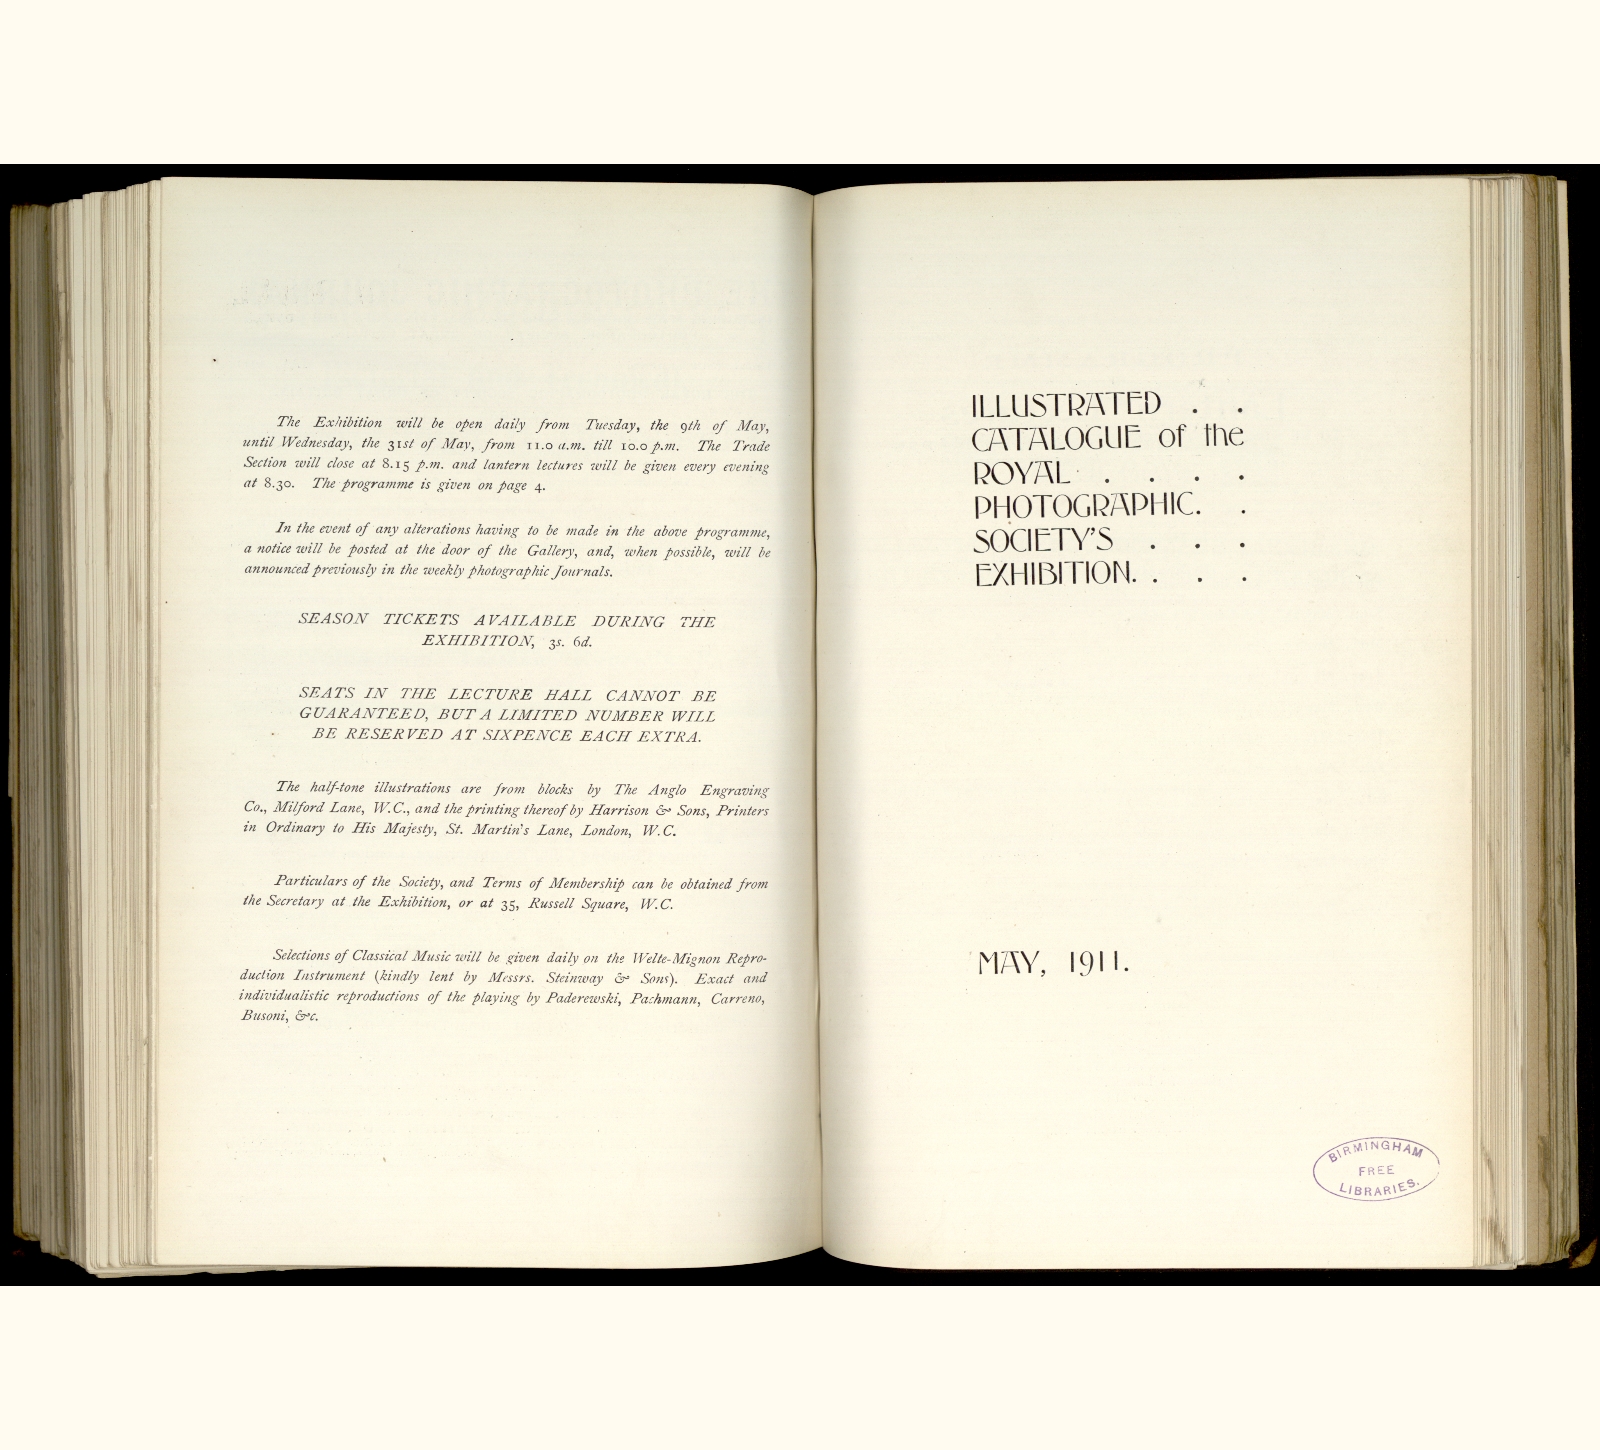 The Exhibition will be open daily from Tuesday, the 9th of May,
until Wednesday, the 31st of May, from 11.0 a.m. till 10.0 p.m. The Trade
Section will close at 8.15 p.m. and lantern lectures will be given every evening
at 8.30. The programme is given on page 4.
In the event of any alterations having to be made in the above programme,
a notice will be posted at the door of the Gallery, and, when possible, will be
announced previously in the weekly photographic Journals.
SEASON TICKETS AVAILABLE DURING THE
EXHIBITION, 3s. 6d.
SEATS IN THE LECTURE HALL CANNOT BE
GUARANTEED, BUT A LIMITED NUMBER WILL
BE RESERVED AT SIXPENCE EACH EXTRA.
The half-tone illustrations are from blocks by The Anglo Engraving
Co., Milford Lane, W.C., and the printing thereof by Harrison & Sons, Printers
in Ordinary to His Majesty, St. Martin's Lane, London, W.C.
Particulars of the Society, and Terms of Membership can be obtained from
the Secretary at the Exhibition, or at 35, Russell Square, W.C.
Selections of Classical Music will be given daily on the Welte-Mignon Repro-
duction Instrument (kindly lent by Messrs. Steinway & Sons). Exact and
individualistic reproductions of the playing by Paderewski, Pachmann, Carreno,
Busoni, &c.
ILLUSTRATED . .
CATALOGUE of the
ROYAL . . . .
PHOTOGRAPHIC. .
SOCIETY'S . . .
EXHIBITION. . . .
MAY, 1911.
BIRMINGHAM
FREE
LIBRARIES.